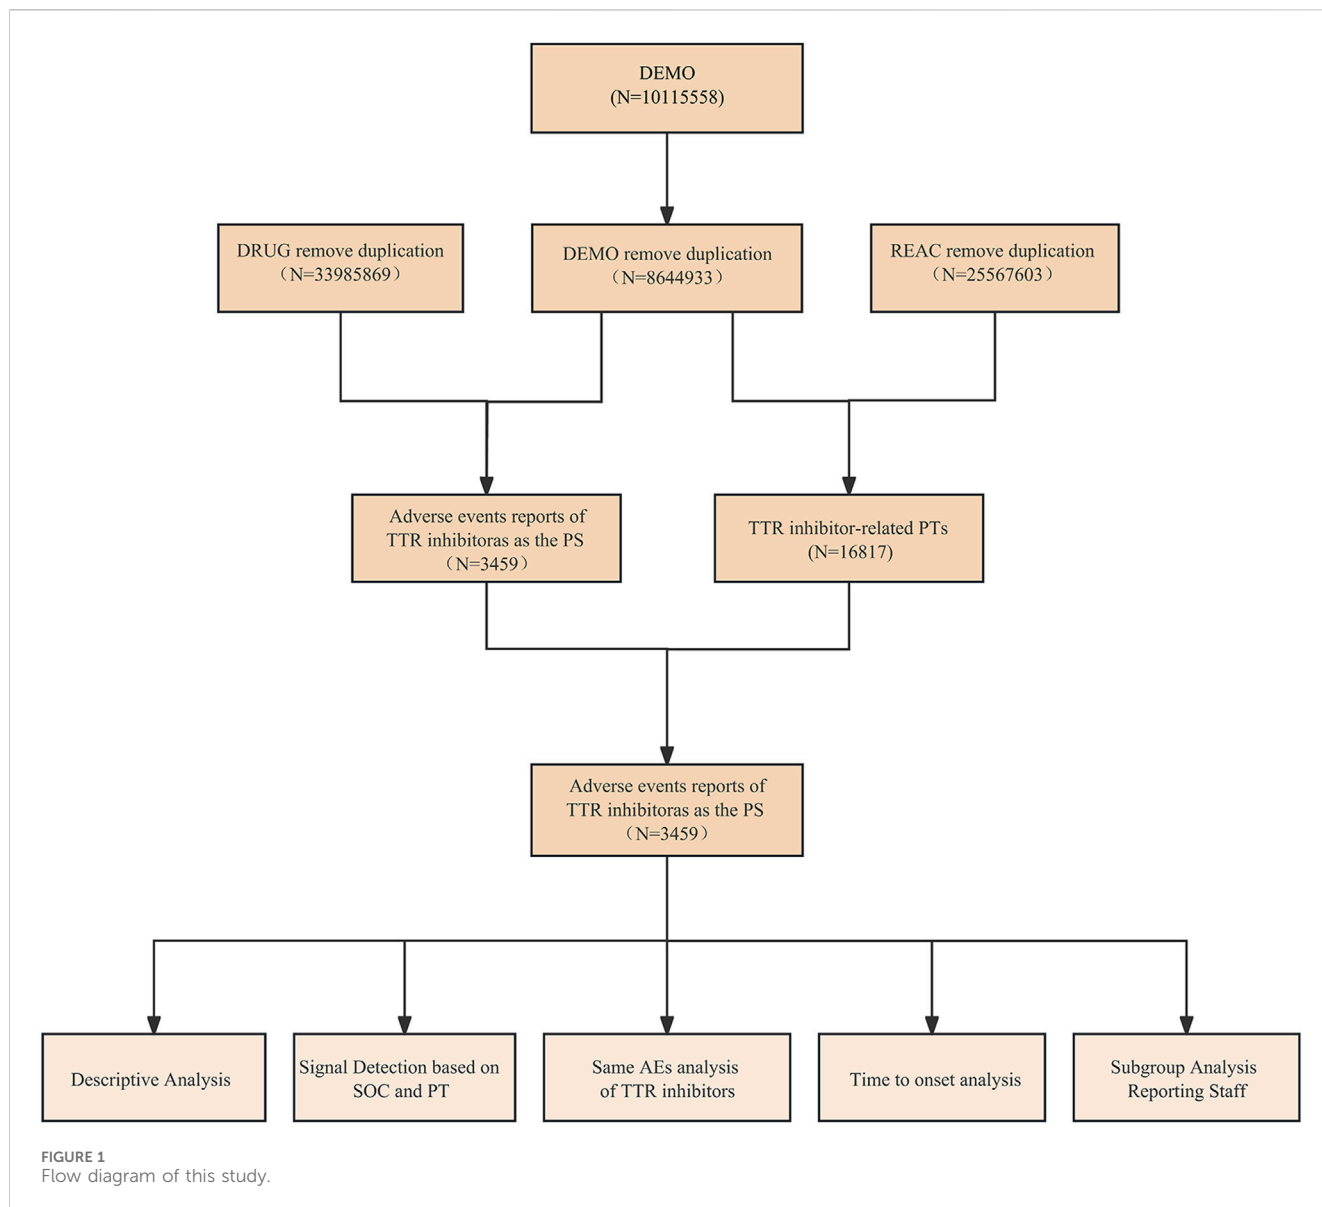 DEMO
(N=10115558)
DRUG remove duplication
（N=33985869）
DEMO remove duplication
（N=8644933）
REAC remove duplication
（N=25567603）
Adverse events reports of
TTR inhibitoras as the PS
（N=3459）
TTR inhibitor-related PTs
(N=16817)
Adverse events reports of
TTR inhibitoras as the PS
（N=3459）
Descriptive Analysis
Signal Detection based on
SOC and PT
Same AEs analysis
of TTR inhibitors
Time to onset analysis
Subgroup Analysis
Reporting Staff
FIGURE 1
Flow diagram of this study.